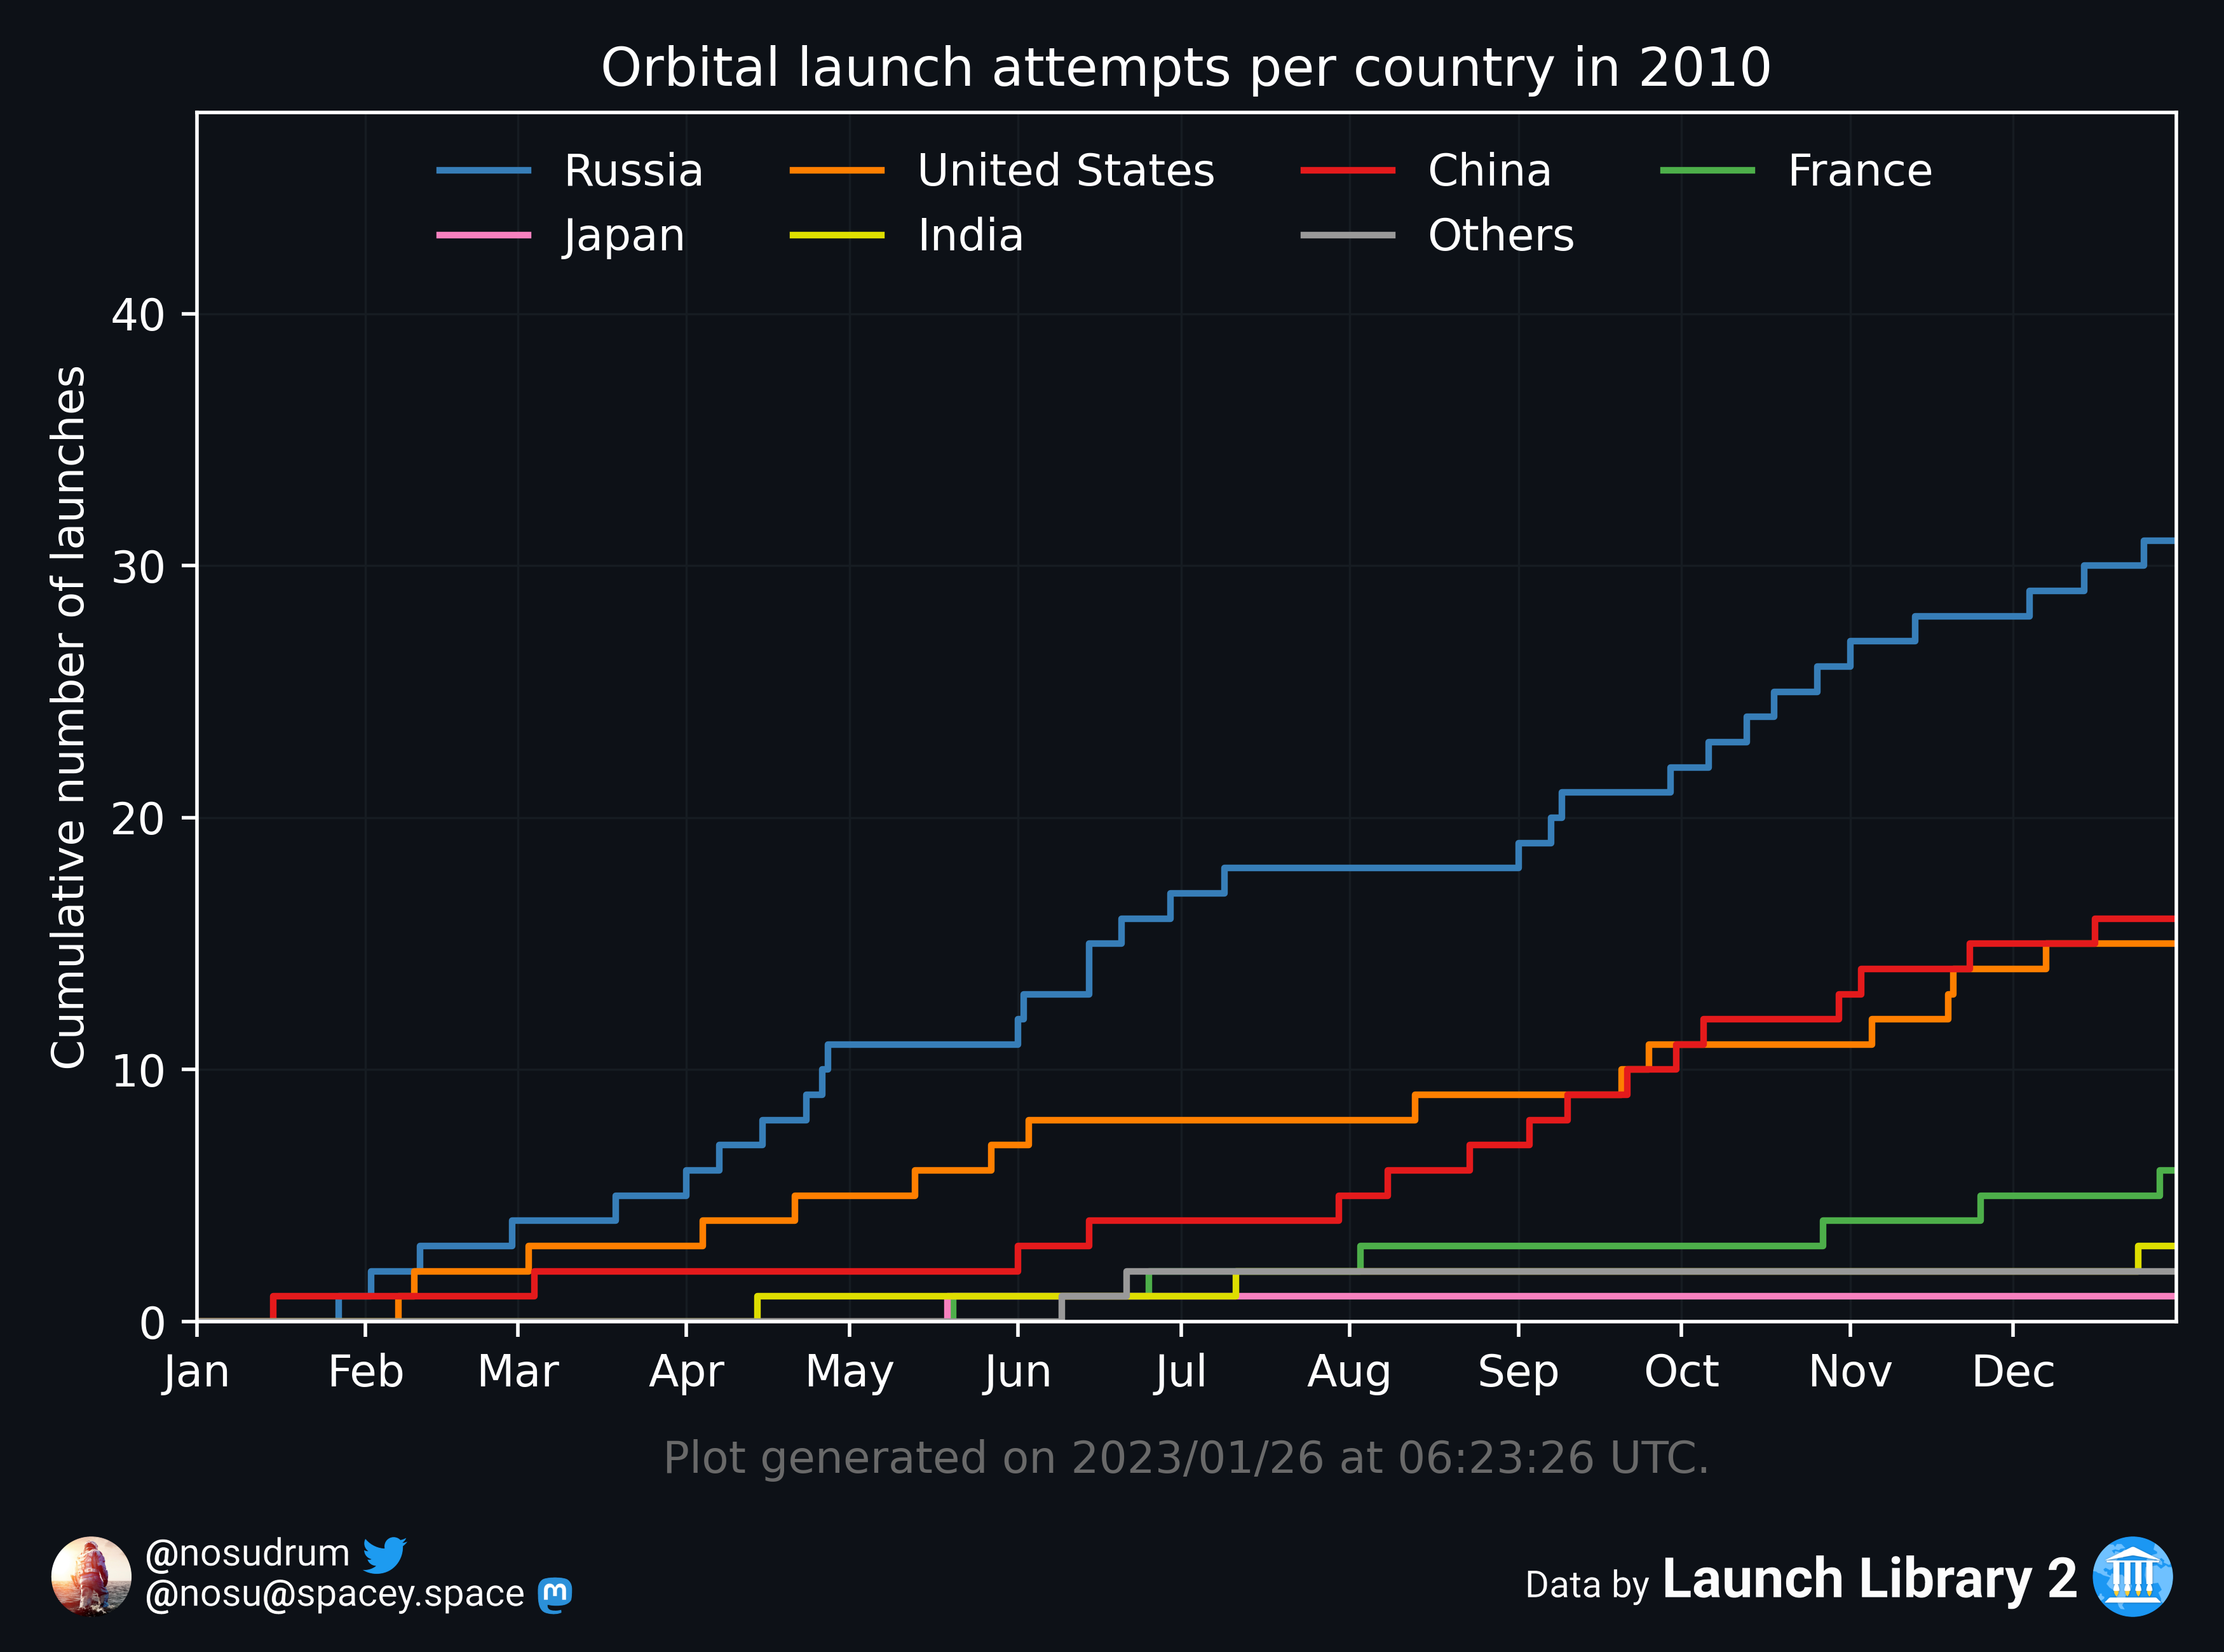 Orbital launch attempts per country in 2010
Russia United States China France
Japan India Others
Cumulative number of launches
40
30
20
10
0
Jan Feb Mar Apr May Jun Jul Aug Sep Oct Nov Dec
Plot generated on 2023/01/26 at 06:23:26 UTC.
@nosudrum
@nosu@spacey.space
Data by Launch Library 2